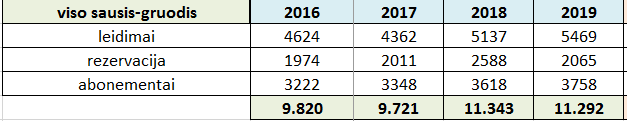 viso sausis-gruodis 2016 2017 2018 2019
leidimai 4624 4362 5137 5469
rezervacija 1974 2011 2588 2065
abonementai 3222 3348 3618 3758
9.820 9.721 11.343 11.292